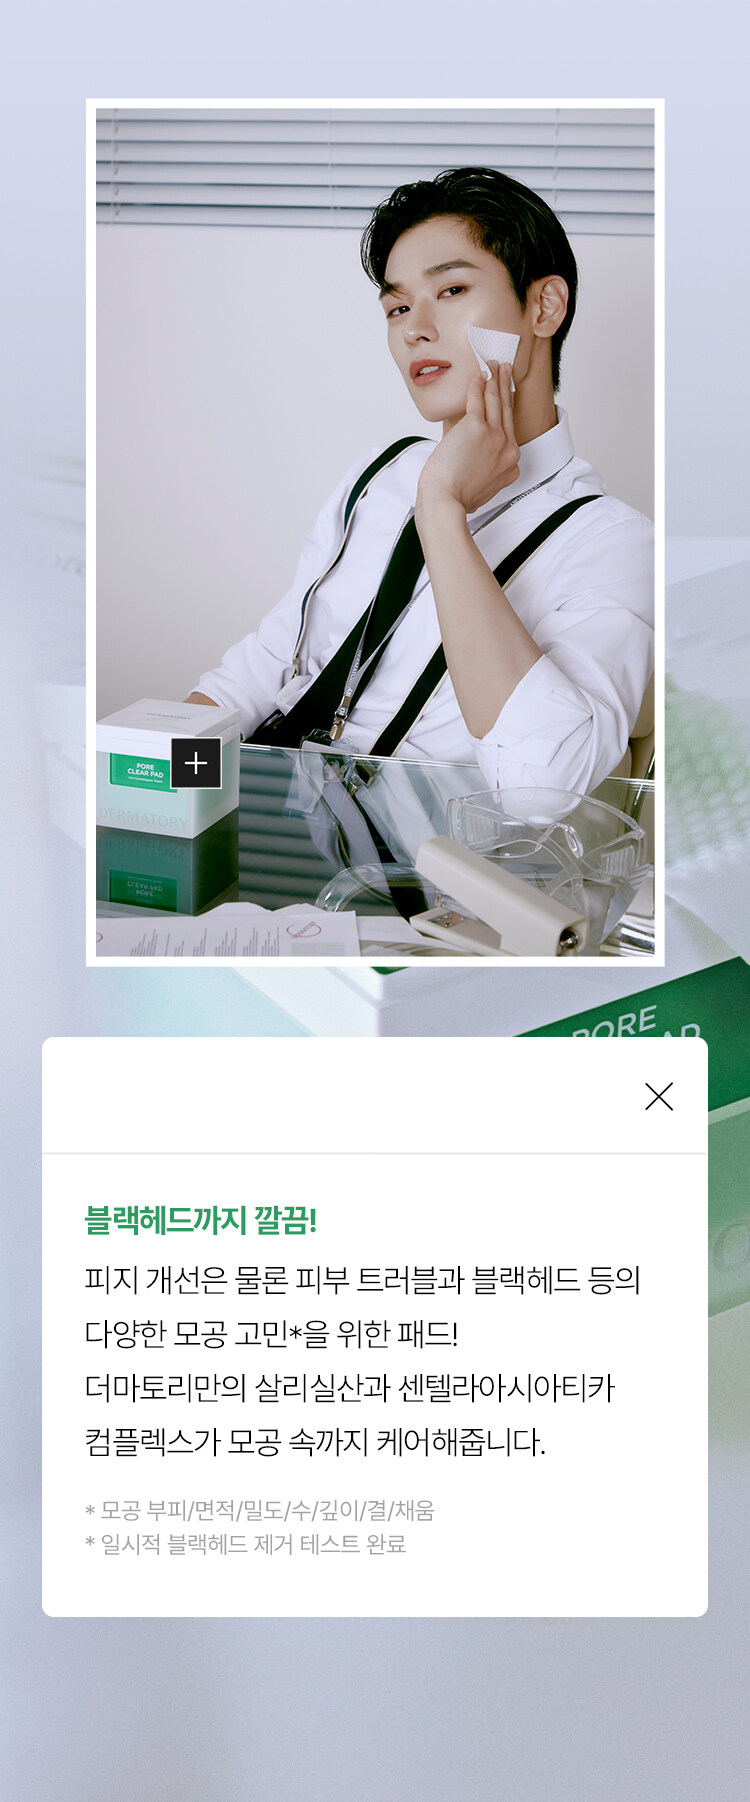 DERMATORY
PORE
CLEAR PAD
DERMATORY
PORE
블랙헤드까지 깔끔!
피지 개선은 물론 피부 트러블과 블랙헤드 등의
다양한 모공 고민*을 위한 패드!
더마토리만의 살리실산과 센텔라아시아티카
컴플렉스가 모공 속까지 케어해줍니다.
* 모공 부피/면적/밀도/수/깊이/결/채움
* 일시적 블랙헤드 제거 테스트 완료